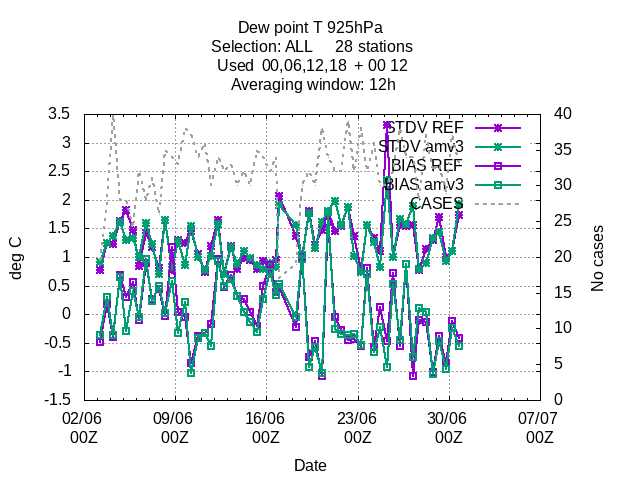 Dew point T 925hPa
Selection: ALL     28 stations
Used  00,06,12,18  + 00 12
Averaging window: 12h
3.5 40
STDV REF
3 35
STDV amv3
2.5 BIAS REF
30
BIAS amv3
2 CASES
25
1.5
deg C
1 20
No cases
0.5 15
0
10
-0.5
5
-1
-1.5 0
02/06 09/06 16/06 23/06 30/06 07/07
00Z 00Z 00Z 00Z 00Z 00Z
Date